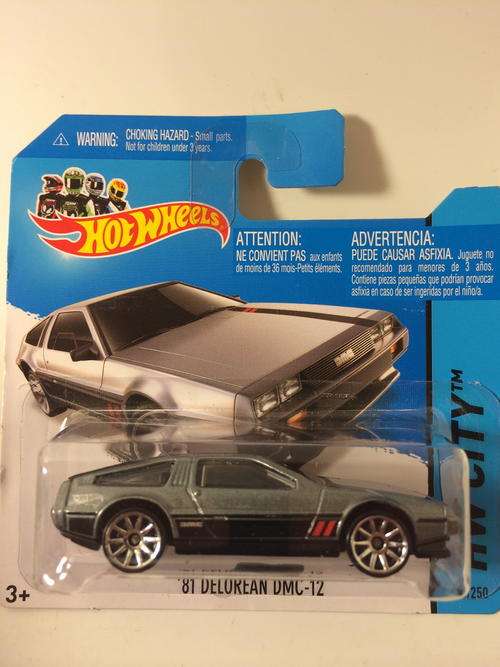 WARNING: CHOKING HAZARD - Small parts.
Not for children under 3 years.
HOT WHEELS
ATTENTION:
NE CONVIENT PAS aux enfants
de moins de 36 mois-Petits éléments.
ADVERTENCIA:
PUEDE CAUSAR ASFIXIA. Juguete no
recomendado para menores de 3 años.
Contiene piezas pequeñas que podrían provocar
asfixia en caso de ser ingeridas por el niño/a.
DMC
HW CITY™
DMC
'81 DELOREAN DMC-12
3+
/250